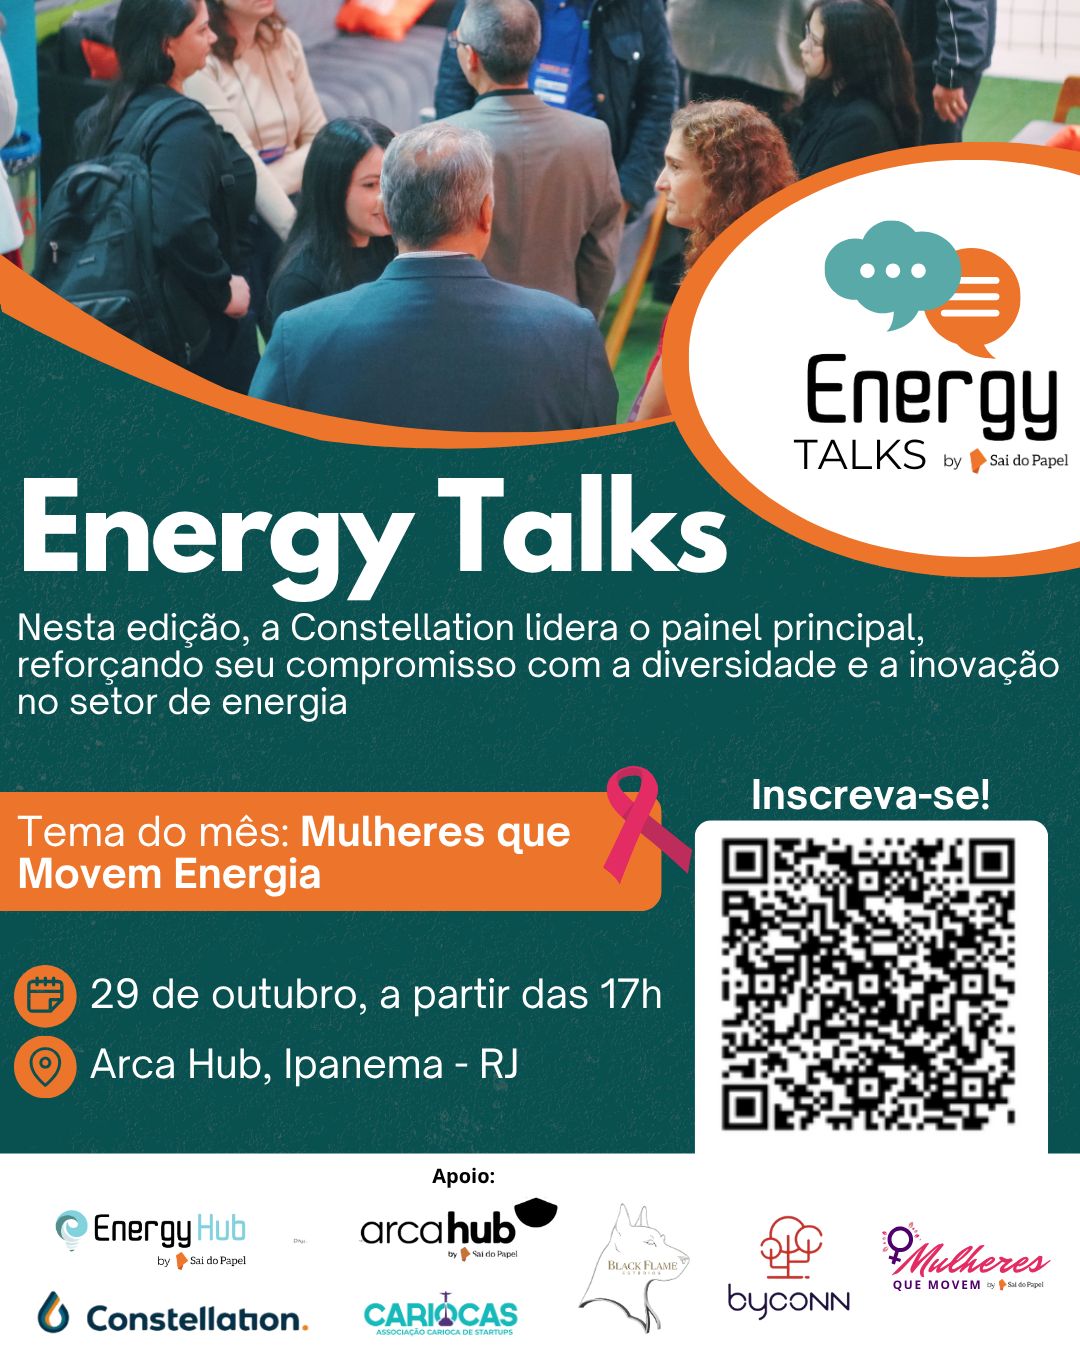 Energy
TALKS by Sai do Papel
Energy Talks
Nesta edição, a Constellation lidera o painel principal,
reforçando seu compromisso com a diversidade e a inovação
no setor de energia
Inscreva-se!
Tema do mês: Mulheres que
Movem Energia
29 de outubro, a partir das 17h
Arca Hub, Ipanema - RJ
Apoio:
Energy Hub
by Sai do Papel
arcahub
by Sai do Papel
BLACK FLAME
ESTÚDIOS
byconn
Mulheres
QUE MOVEM by Sai do Papel
Constellation.
CARIOCAS
ASSOCIAÇÃO CARIOCA DE STARTUPS